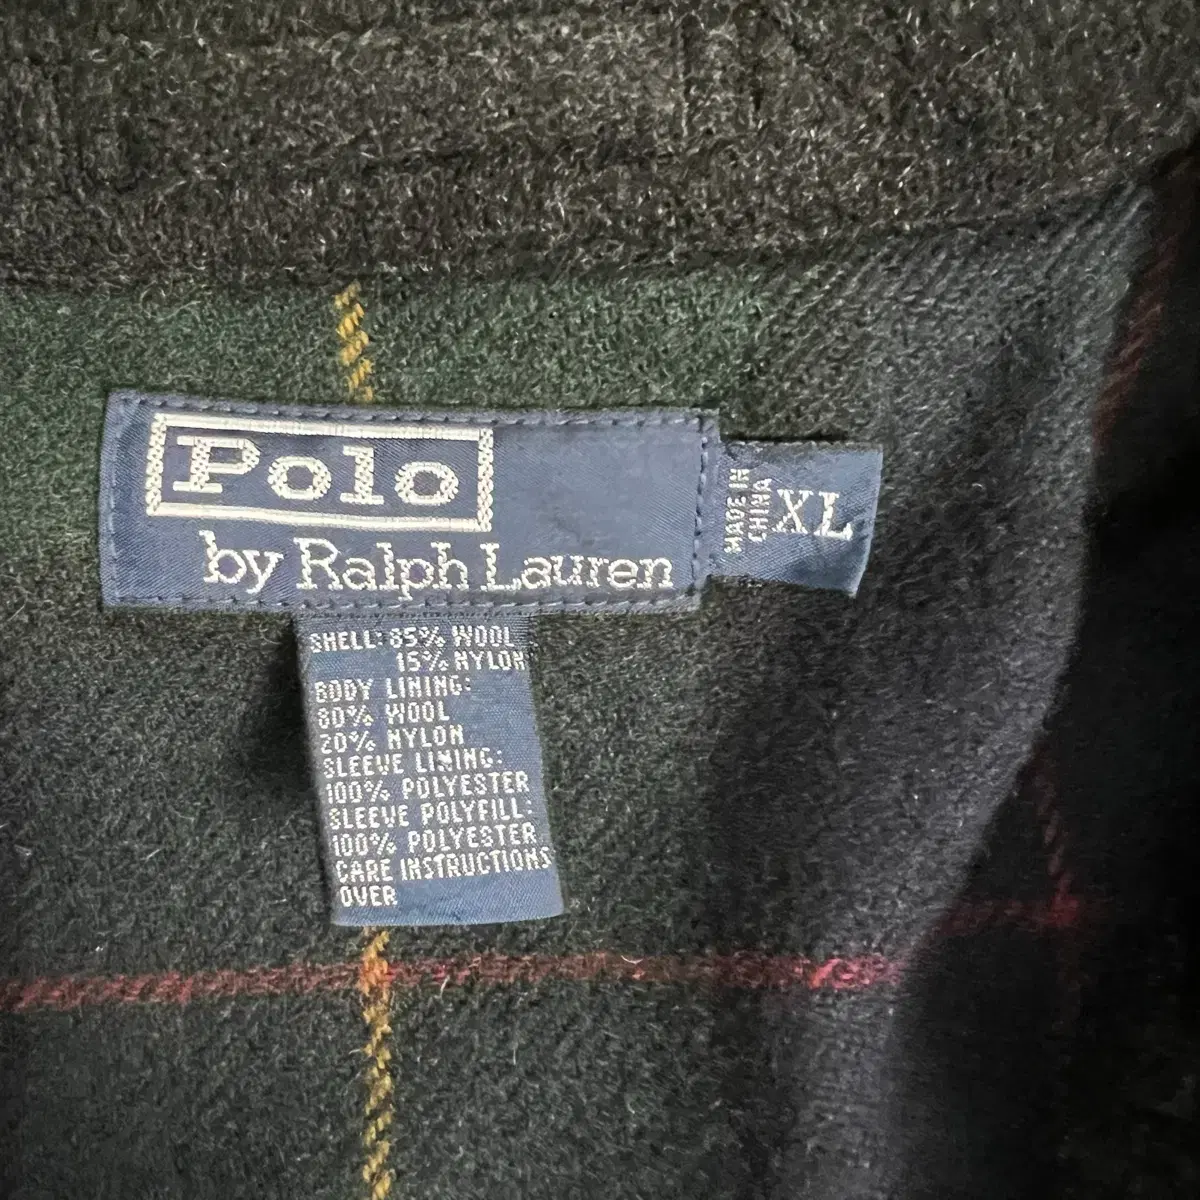 Polo
by Ralph Lauren
MADE IN
CHINA
XL
SHELL: 85% WOOL
15% NYLON
BODY LINING:
80% WOOL
20% NYLON
SLEEVE LINING:
100% POLYESTER
SLEEVE POLYFILL:
100% POLYESTER
CARE INSTRUCTIONS
OVER